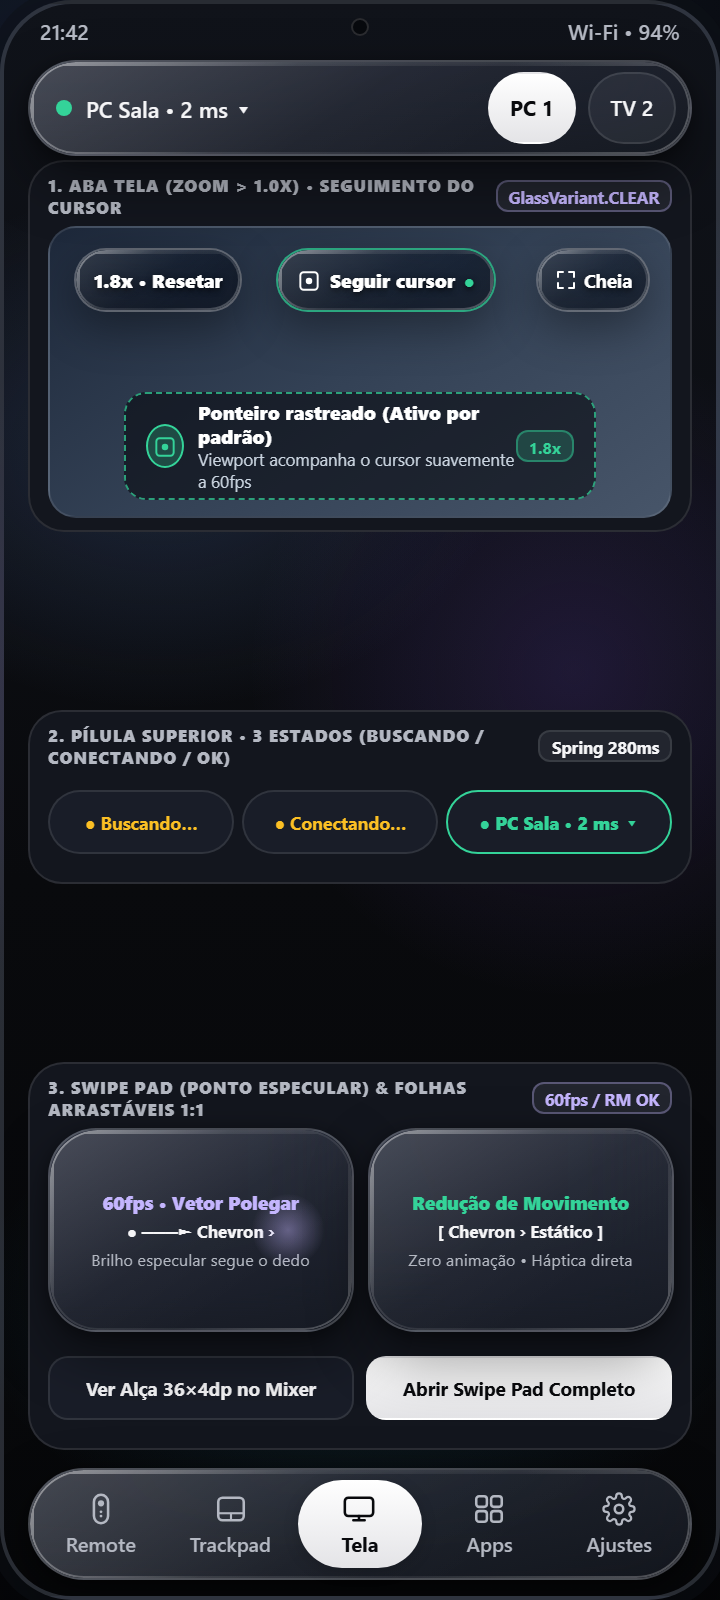 21:42
Wi-Fi • 94%
PC Sala • 2 ms ▾
PC 1
TV 2
1. ABA TELA (ZOOM > 1.0X) • SEGUIMENTO DO
CURSOR
GlassVariant.CLEAR
1.8x • Resetar
Seguir cursor ●
Cheia
Ponteiro rastreado (Ativo por
padrão)
Viewport acompanha o cursor suavemente
a 60fps
1.8x
2. PÍLULA SUPERIOR • 3 ESTADOS (BUSCANDO /
CONECTANDO / OK)
Spring 280ms
● Buscando...
● Conectando...
● PC Sala • 2 ms ▾
3. SWIPE PAD (PONTO ESPECULAR) & FOLHAS
ARRASTÁVEIS 1:1
60fps / RM OK
60fps • Vetor Polegar
● ──► Chevron ›
Brilho especular segue o dedo
Redução de Movimento
[ Chevron › Estático ]
Zero animação • Háptica direta
Ver Alça 36×4dp no Mixer
Abrir Swipe Pad Completo
Remote
Trackpad
Tela
Apps
Ajustes